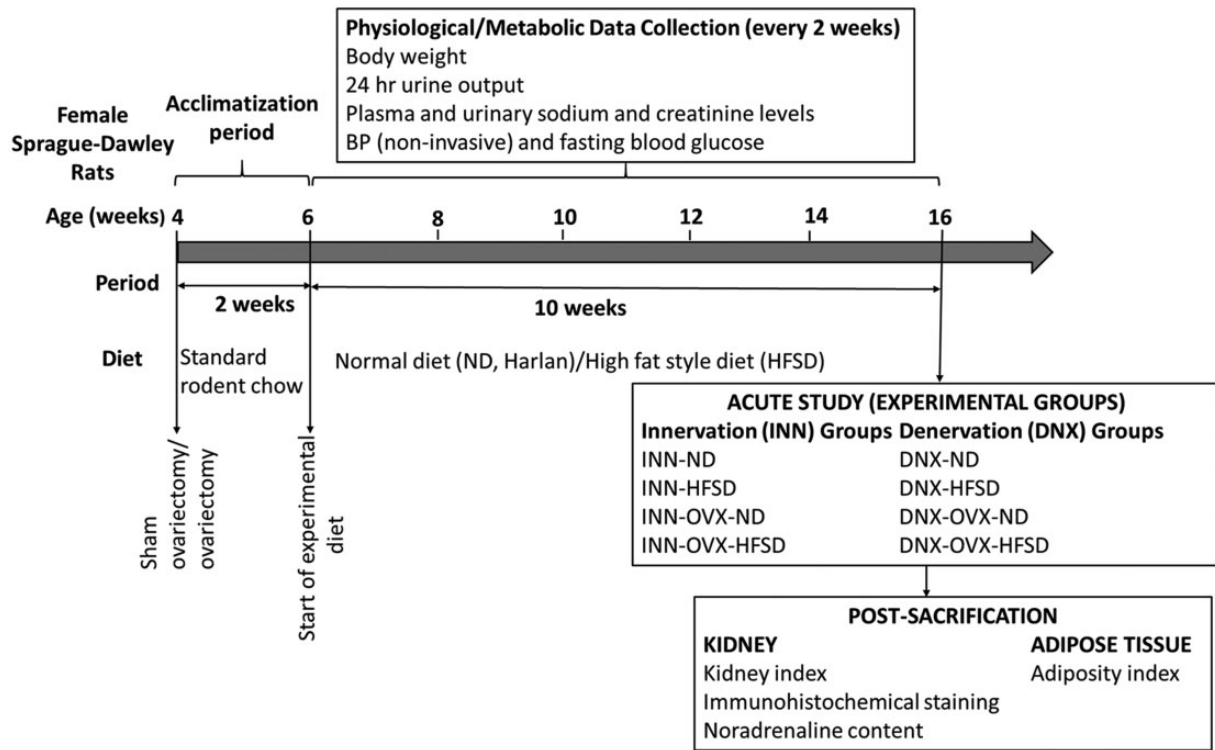 Physiological/Metabolic Data Collection (every 2 weeks)
Body weight
24 hr urine output
Plasma and urinary sodium and creatinine levels
BP (non-invasive) and fasting blood glucose
Female
Sprague-Dawley
Rats
Acclimatization
period
Age (weeks) 4 6 8 10 12 14 16
Period
2 weeks
10 weeks
Diet
Standard
rodent chow
Normal diet (ND, Harlan)/High fat style diet (HFSD)
Sham
ovariectomy/
ovariectomy
Start of experimental
diet
ACUTE STUDY (EXPERIMENTAL GROUPS)
Innervation (INN) Groups Denervation (DNX) Groups
INN-ND DNX-ND
INN-HFSD DNX-HFSD
INN-OVX-ND DNX-OVX-ND
INN-OVX-HFSD DNX-OVX-HFSD
POST-SACRIFICATION
KIDNEY ADIPOSE TISSUE
Kidney index Adiposity index
Immunohistochemical staining
Noradrenaline content